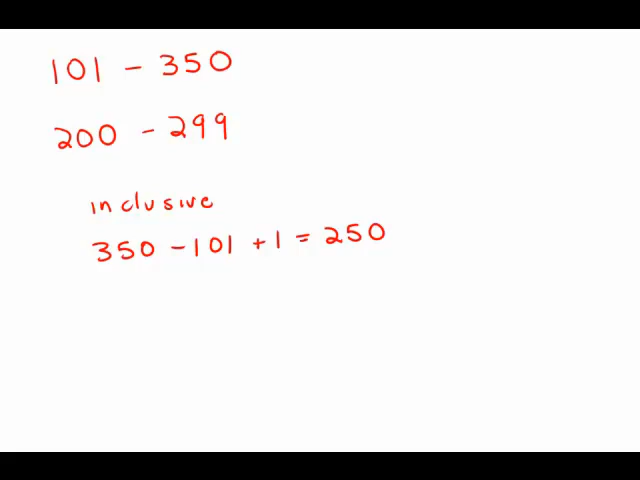 101 - 350
200 - 299
inclusive
350 - 101 + 1 = 250